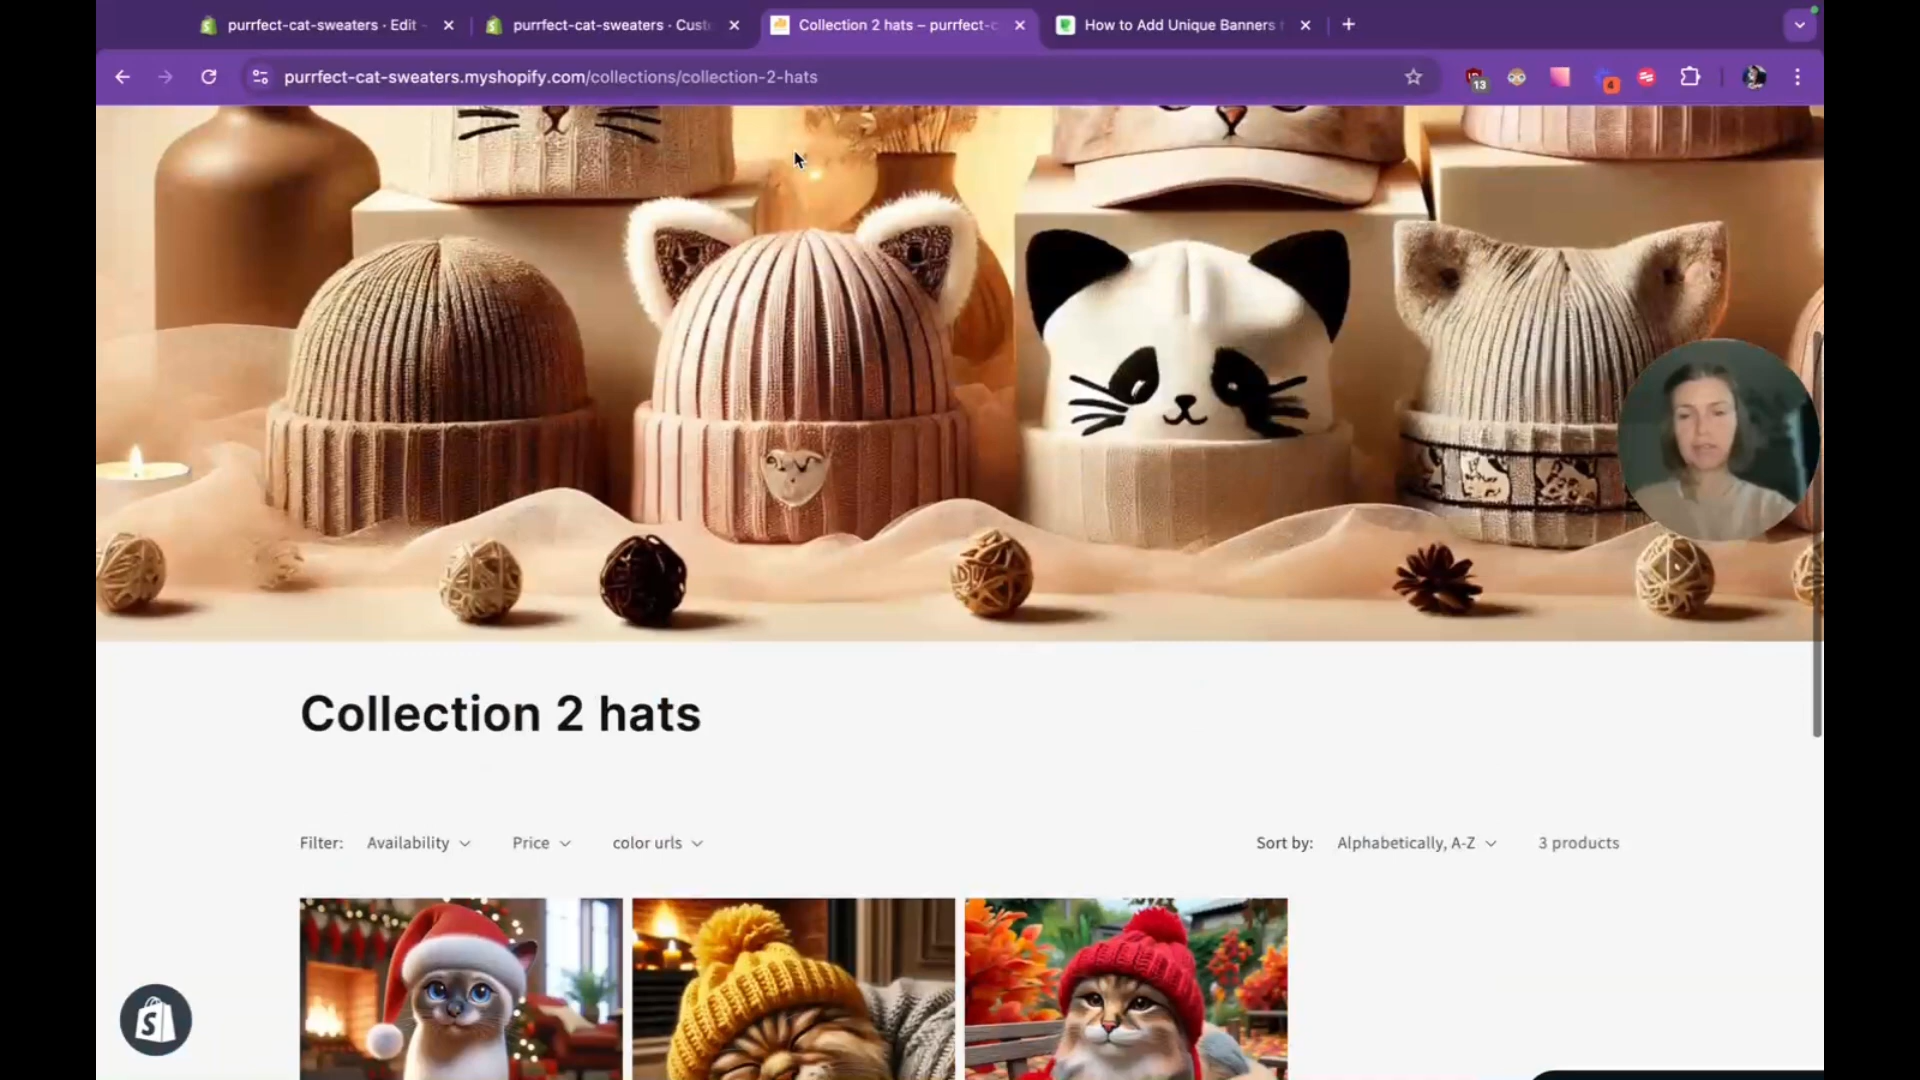 purrfect-cat-sweaters · Edit
purrfect-cat-sweaters · Cust
Collection 2 hats – purrfect-c
How to Add Unique Banners
purrfect-cat-sweaters.myshopify.com/collections/collection-2-hats
13
4
Collection 2 hats
Filter: Availability Price color urls
Sort by: Alphabetically, A-Z 3 products